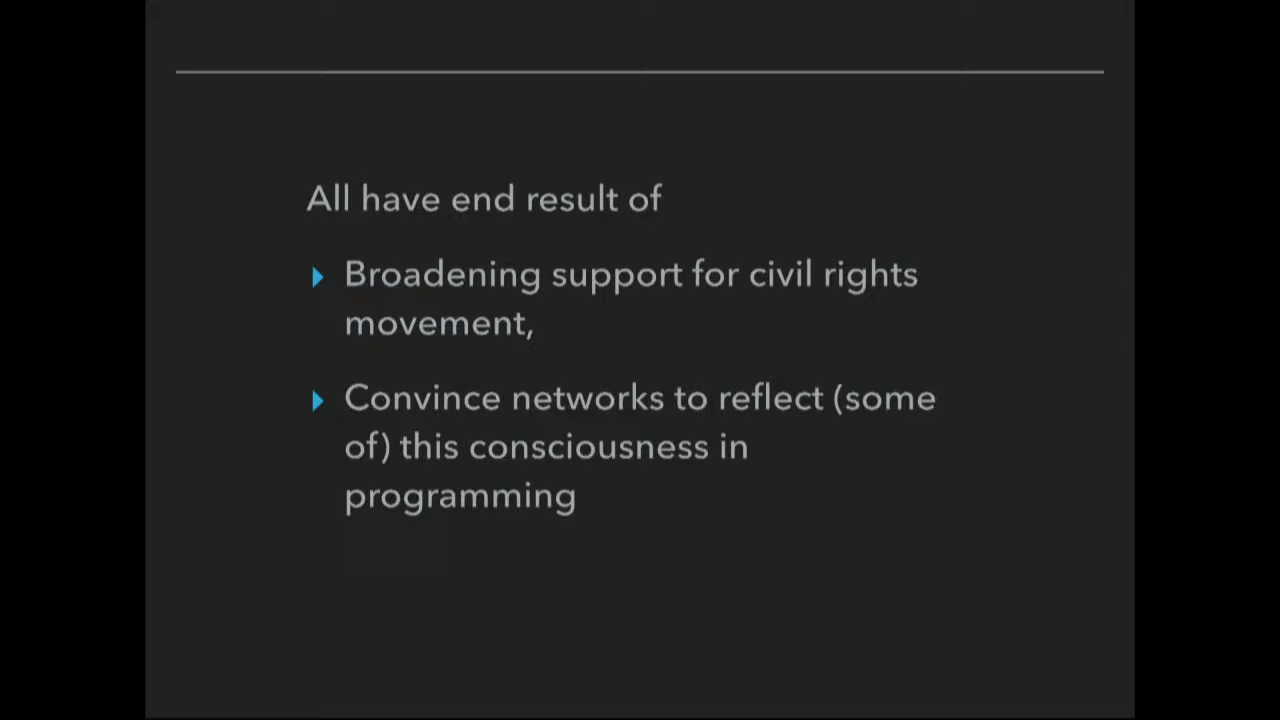 All have end result of
Broadening support for civil rights
movement,
Convince networks to reflect (some
of) this consciousness in
programming